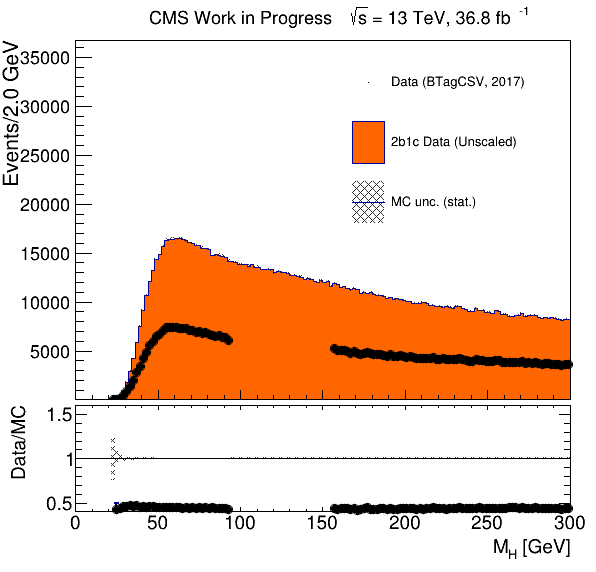 CMS Work in Progress √s = 13 TeV, 36.8 fb⁻¹
Events/2.0 GeV
35000
30000
25000
20000
15000
10000
5000
Data (BTagCSV, 2017)
2b1c Data (Unscaled)
MC unc. (stat.)
Data/MC
1.5
1
0.5
0 50 100 150 200 250 300
M_H [GeV]